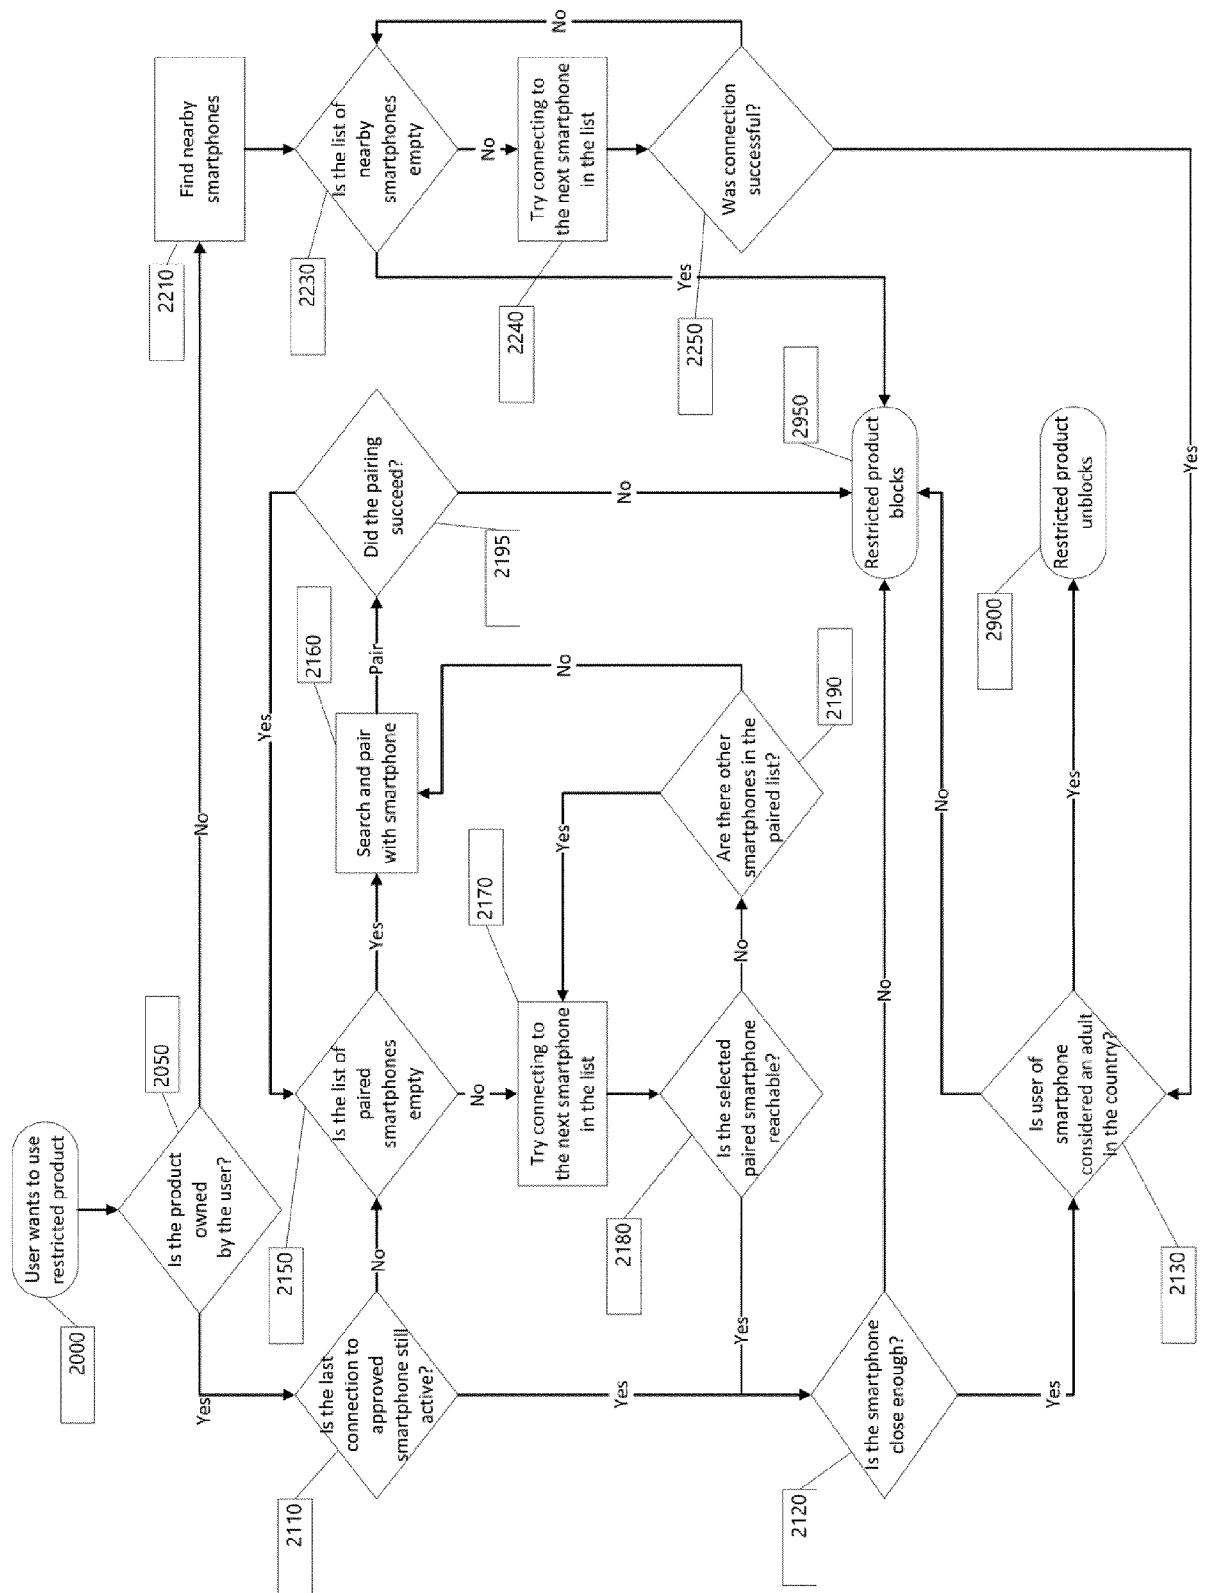 2000
User wants to use
restricted product
2050
Is the product
owned
by the user?
Yes
No
2210
Find nearby
smartphones
2110
Is the last
connection to
approved
smartphone still
active?
No
Yes
2150
Is the list of
paired
smartphones
empty
Yes
No
Yes
2160
Search and pair
with smartphone
Pair
Did the pairing
succeed?
2195
No
2230
Is the list of
nearby
smartphones
empty
No
Yes
No
2170
Try connecting to
the next smartphone
in the list
Yes
No
2240
Try connecting to
the next smartphone
in the list
2180
Is the selected
paired smartphone
reachable?
Yes
No
Are there other
smartphones in the
paired list?
2190
2250
Was connection
successful?
Yes
2120
Is the smartphone
close enough?
No
Yes
2950
Restricted product
blocks
2130
Is user of
smartphone
considered an adult
in the country?
No
Yes
2900
Restricted product
unblocks